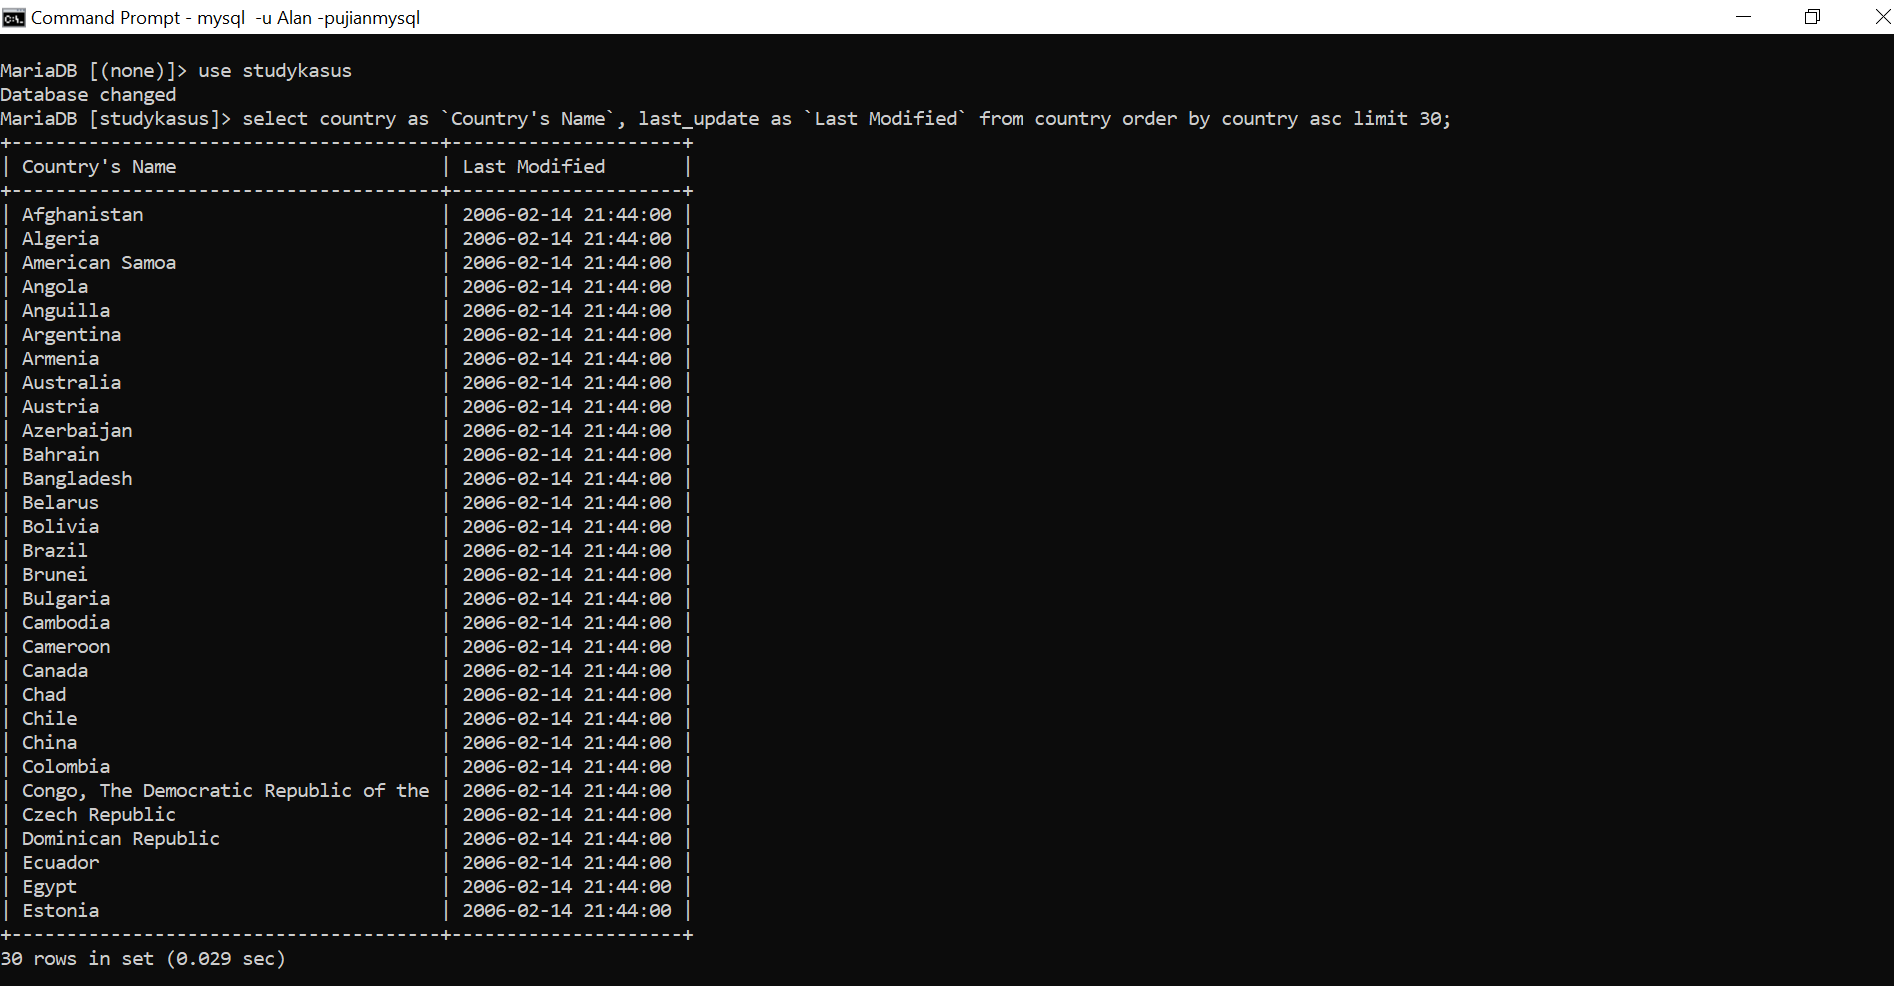 Command Prompt - mysql  -u Alan -pujianmysql
MariaDB [(none)]> use studykasus
Database changed
MariaDB [studykasus]> select country as `Country's Name`, last_update as `Last Modified` from country order by country asc limit 30;
+---------------------------------------+---------------------+
| Country's Name                        | Last Modified       |
+---------------------------------------+---------------------+
| Afghanistan                           | 2006-02-14 21:44:00 |
| Algeria                               | 2006-02-14 21:44:00 |
| American Samoa                        | 2006-02-14 21:44:00 |
| Angola                                | 2006-02-14 21:44:00 |
| Anguilla                              | 2006-02-14 21:44:00 |
| Argentina                             | 2006-02-14 21:44:00 |
| Armenia                               | 2006-02-14 21:44:00 |
| Australia                             | 2006-02-14 21:44:00 |
| Austria                               | 2006-02-14 21:44:00 |
| Azerbaijan                            | 2006-02-14 21:44:00 |
| Bahrain                               | 2006-02-14 21:44:00 |
| Bangladesh                            | 2006-02-14 21:44:00 |
| Belarus                               | 2006-02-14 21:44:00 |
| Bolivia                               | 2006-02-14 21:44:00 |
| Brazil                                | 2006-02-14 21:44:00 |
| Brunei                                | 2006-02-14 21:44:00 |
| Bulgaria                              | 2006-02-14 21:44:00 |
| Cambodia                              | 2006-02-14 21:44:00 |
| Cameroon                              | 2006-02-14 21:44:00 |
| Canada                                | 2006-02-14 21:44:00 |
| Chad                                  | 2006-02-14 21:44:00 |
| Chile                                 | 2006-02-14 21:44:00 |
| China                                 | 2006-02-14 21:44:00 |
| Colombia                              | 2006-02-14 21:44:00 |
| Congo, The Democratic Republic of the | 2006-02-14 21:44:00 |
| Czech Republic                        | 2006-02-14 21:44:00 |
| Dominican Republic                    | 2006-02-14 21:44:00 |
| Ecuador                               | 2006-02-14 21:44:00 |
| Egypt                                 | 2006-02-14 21:44:00 |
| Estonia                               | 2006-02-14 21:44:00 |
+---------------------------------------+---------------------+
30 rows in set (0.029 sec)